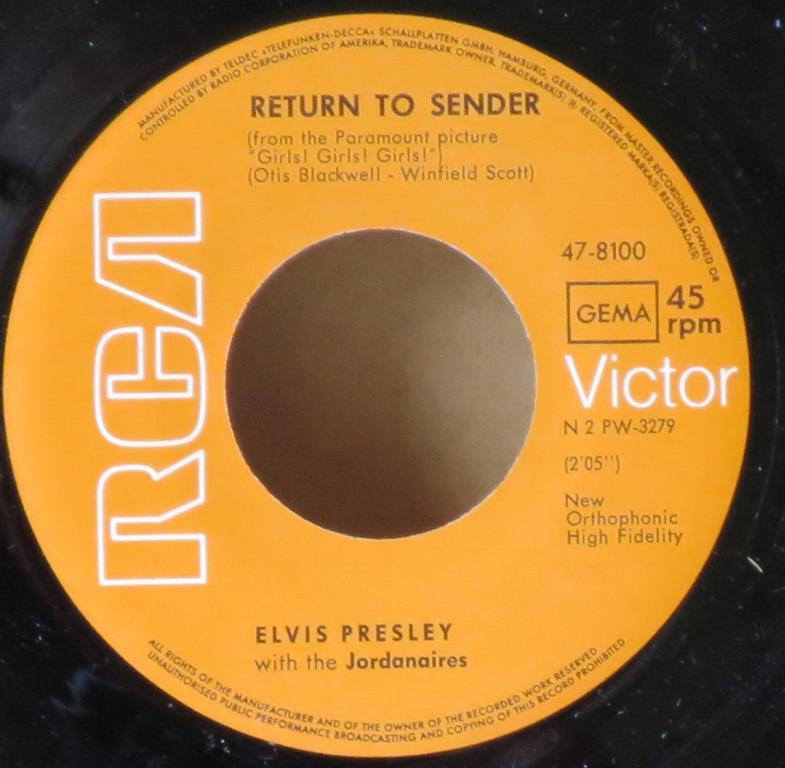 MANUFACTURED BY TELDEC »TELEFUNKEN-DECCA« SCHALLPLATTEN GMBH, HAMBURG, GERMANY, FROM MASTER RECORDINGS OWNED OR
CONTROLLED BY RADIO CORPORATION OF AMERIKA, TRADEMARK OWNER, TRADEMARK(S) ® REGISTERED MARKA(S) REGISTRADA(S)
RETURN TO SENDER
(from the Paramount picture
"Girls! Girls! Girls!")
(Otis Blackwell - Winfield Scott)
RCA
47-8100
GEMA
45
rpm
Victor
N 2 PW-3279
(2'05'')
New
Orthophonic
High Fidelity
ELVIS PRESLEY
with the Jordanaires
ALL RIGHTS OF THE MANUFACTURER AND OF THE OWNER OF THE RECORDED WORK RESERVED
UNAUTHORISED PUBLIC PERFORMANCE BROADCASTING AND COPYING OF THIS RECORD PROHIBITED